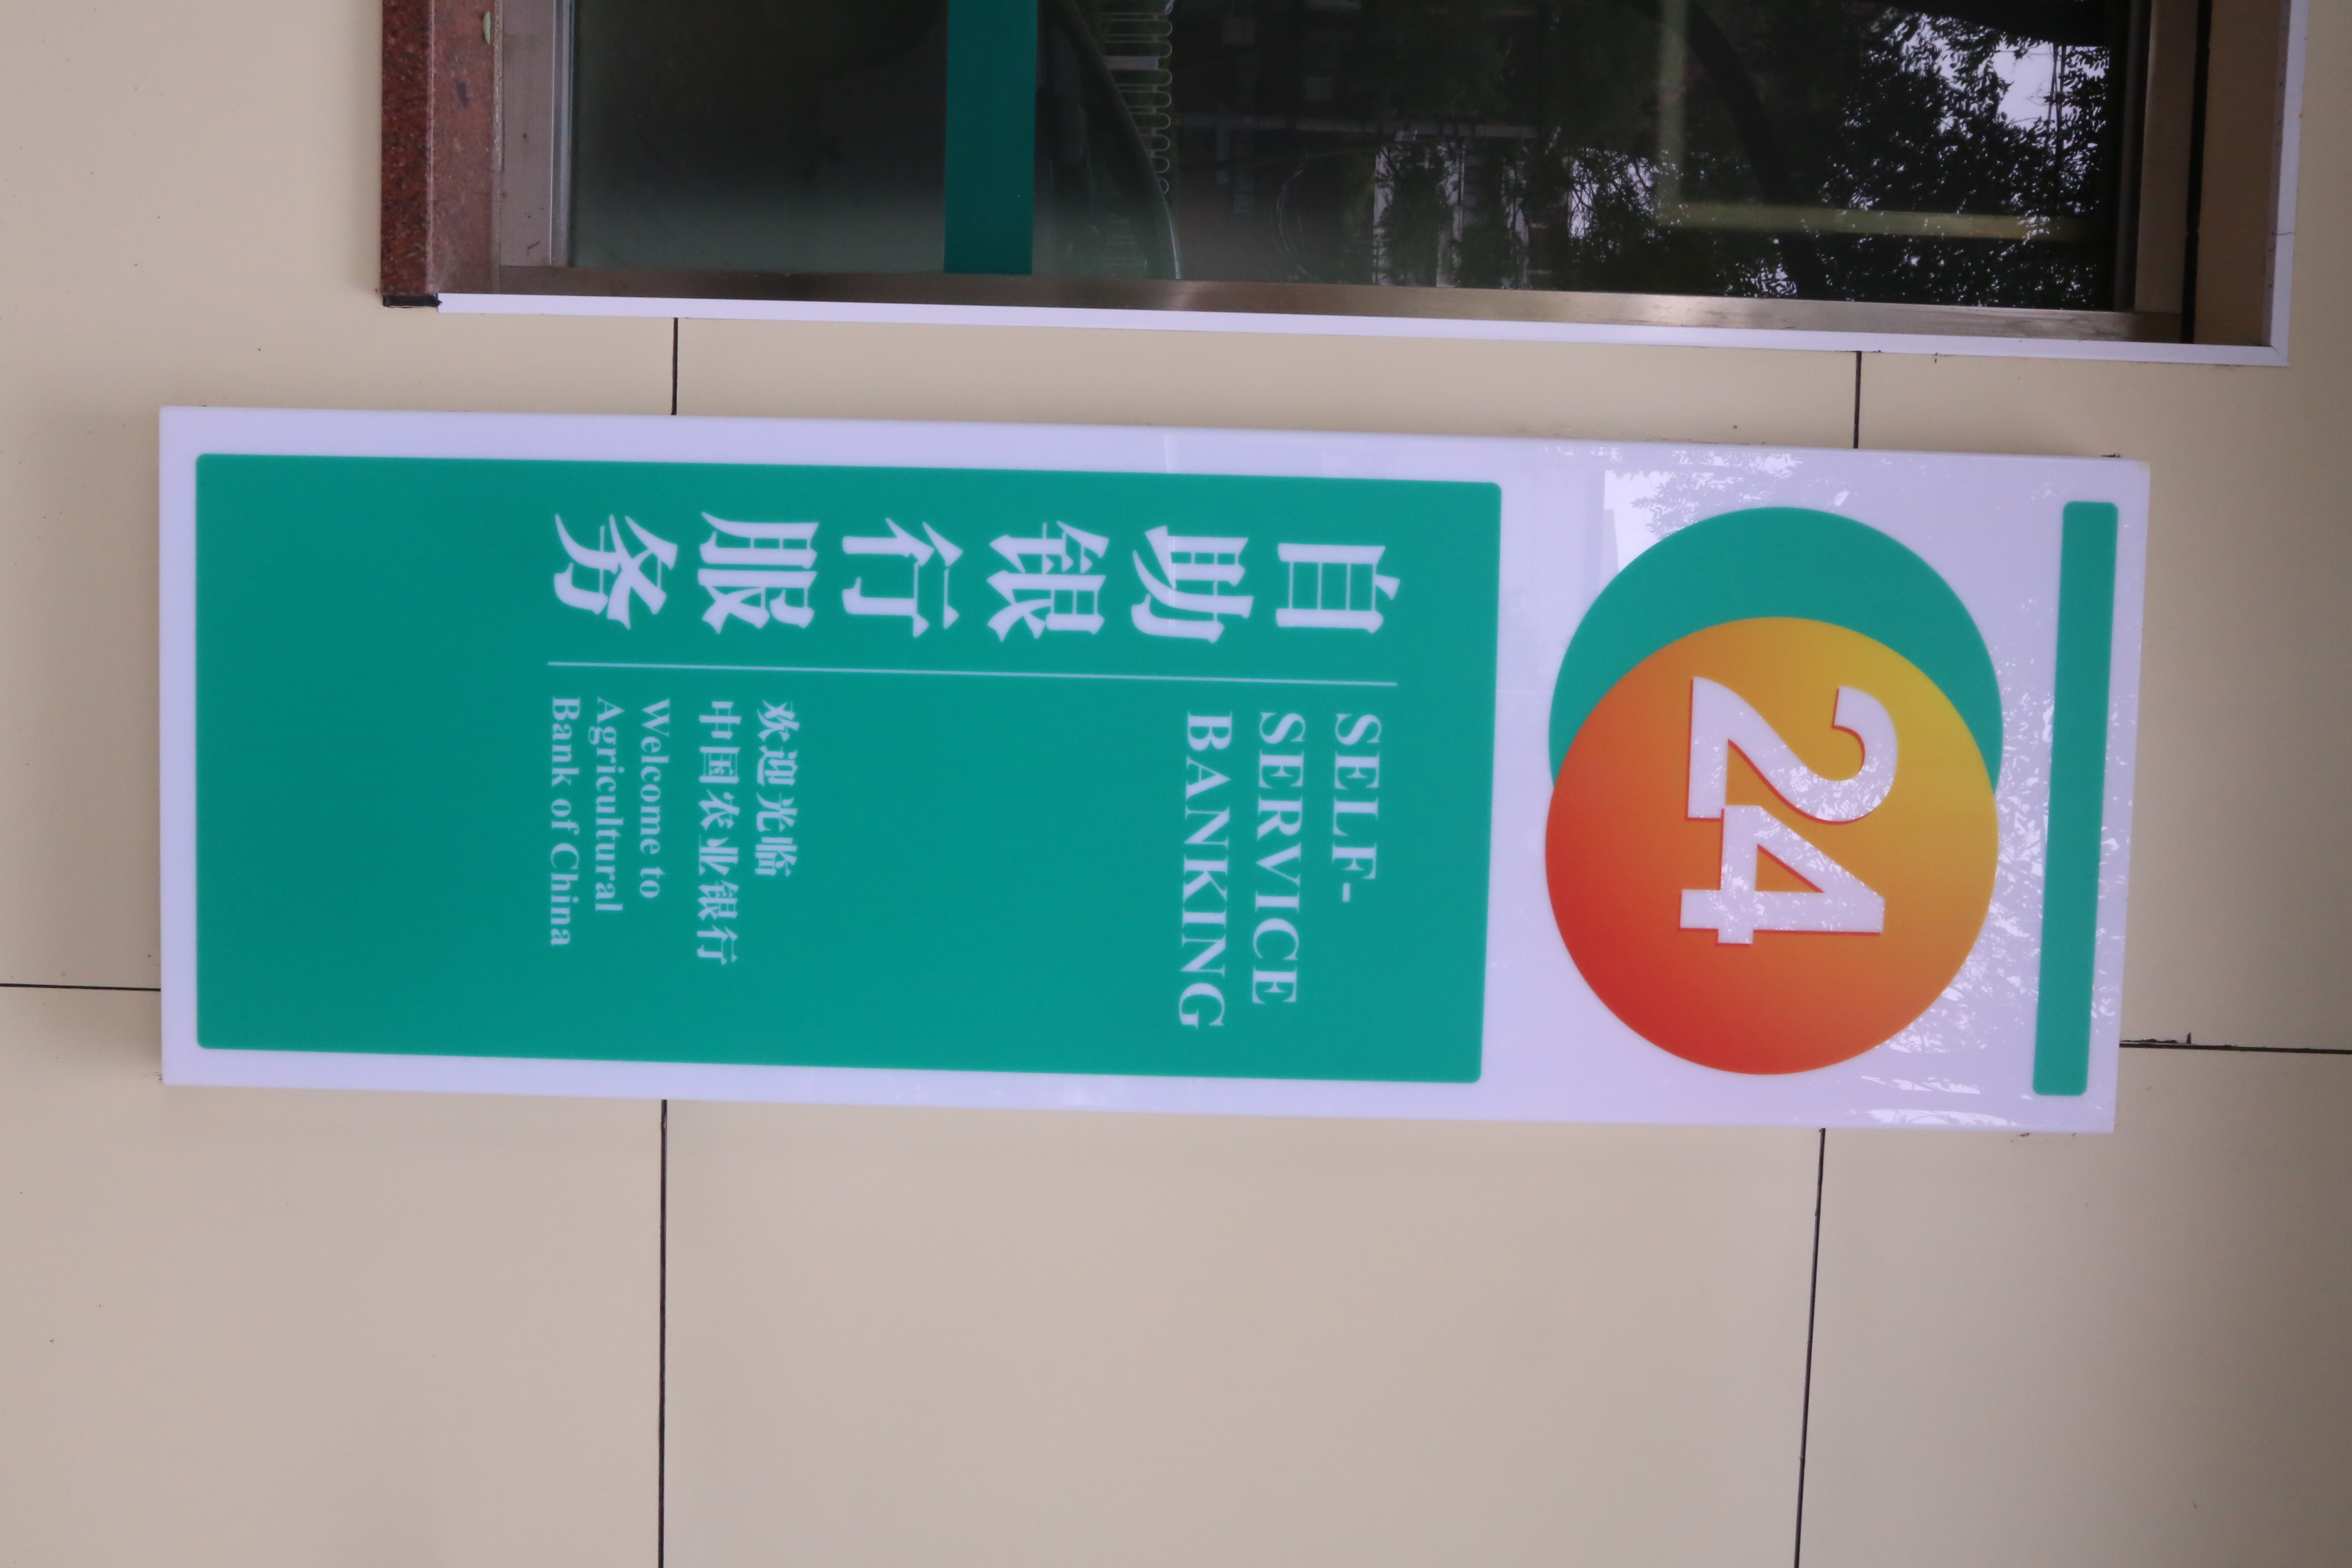 24
自助银行服务
SELF-
SERVICE
BANKING
欢迎光临
中国农业银行
Welcome to
Agricultural
Bank of China